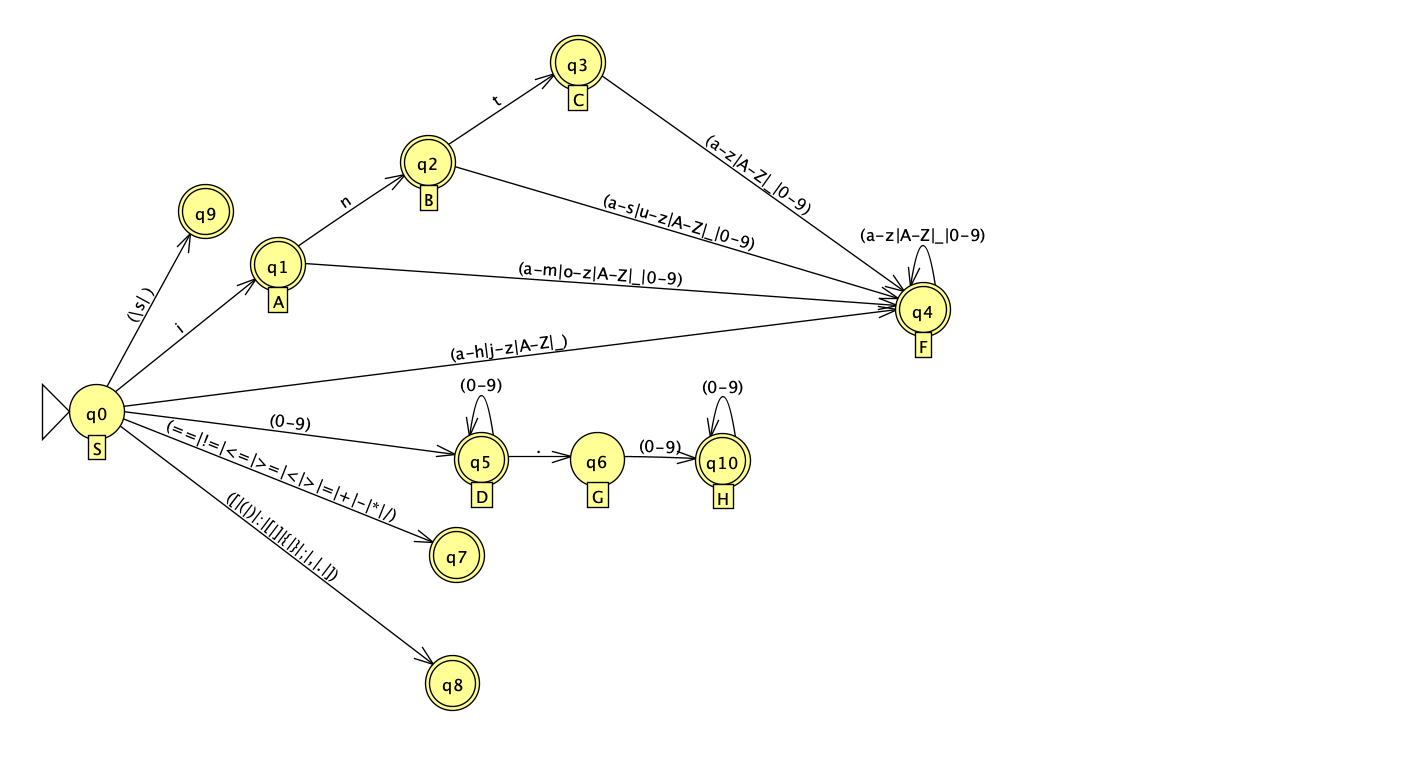 q3
C
t
(a-z|A-Z|_|0-9)
q2
B
(a-s|u-z|A-Z|_|0-9)
n
q9
(a-z|A-Z|_|0-9)
q1
A
(a-m|o-z|A-Z|_|0-9)
q4
F
(|s| )
i
(a-h|j-z|A-Z|_)
q0
S
(0-9)
(0-9)
(0-9)
q5
D
.
q6
G
(0-9)
q10
H
(==|!=|<=|>=|<|>|=|+|-|*|/)
q7
q8